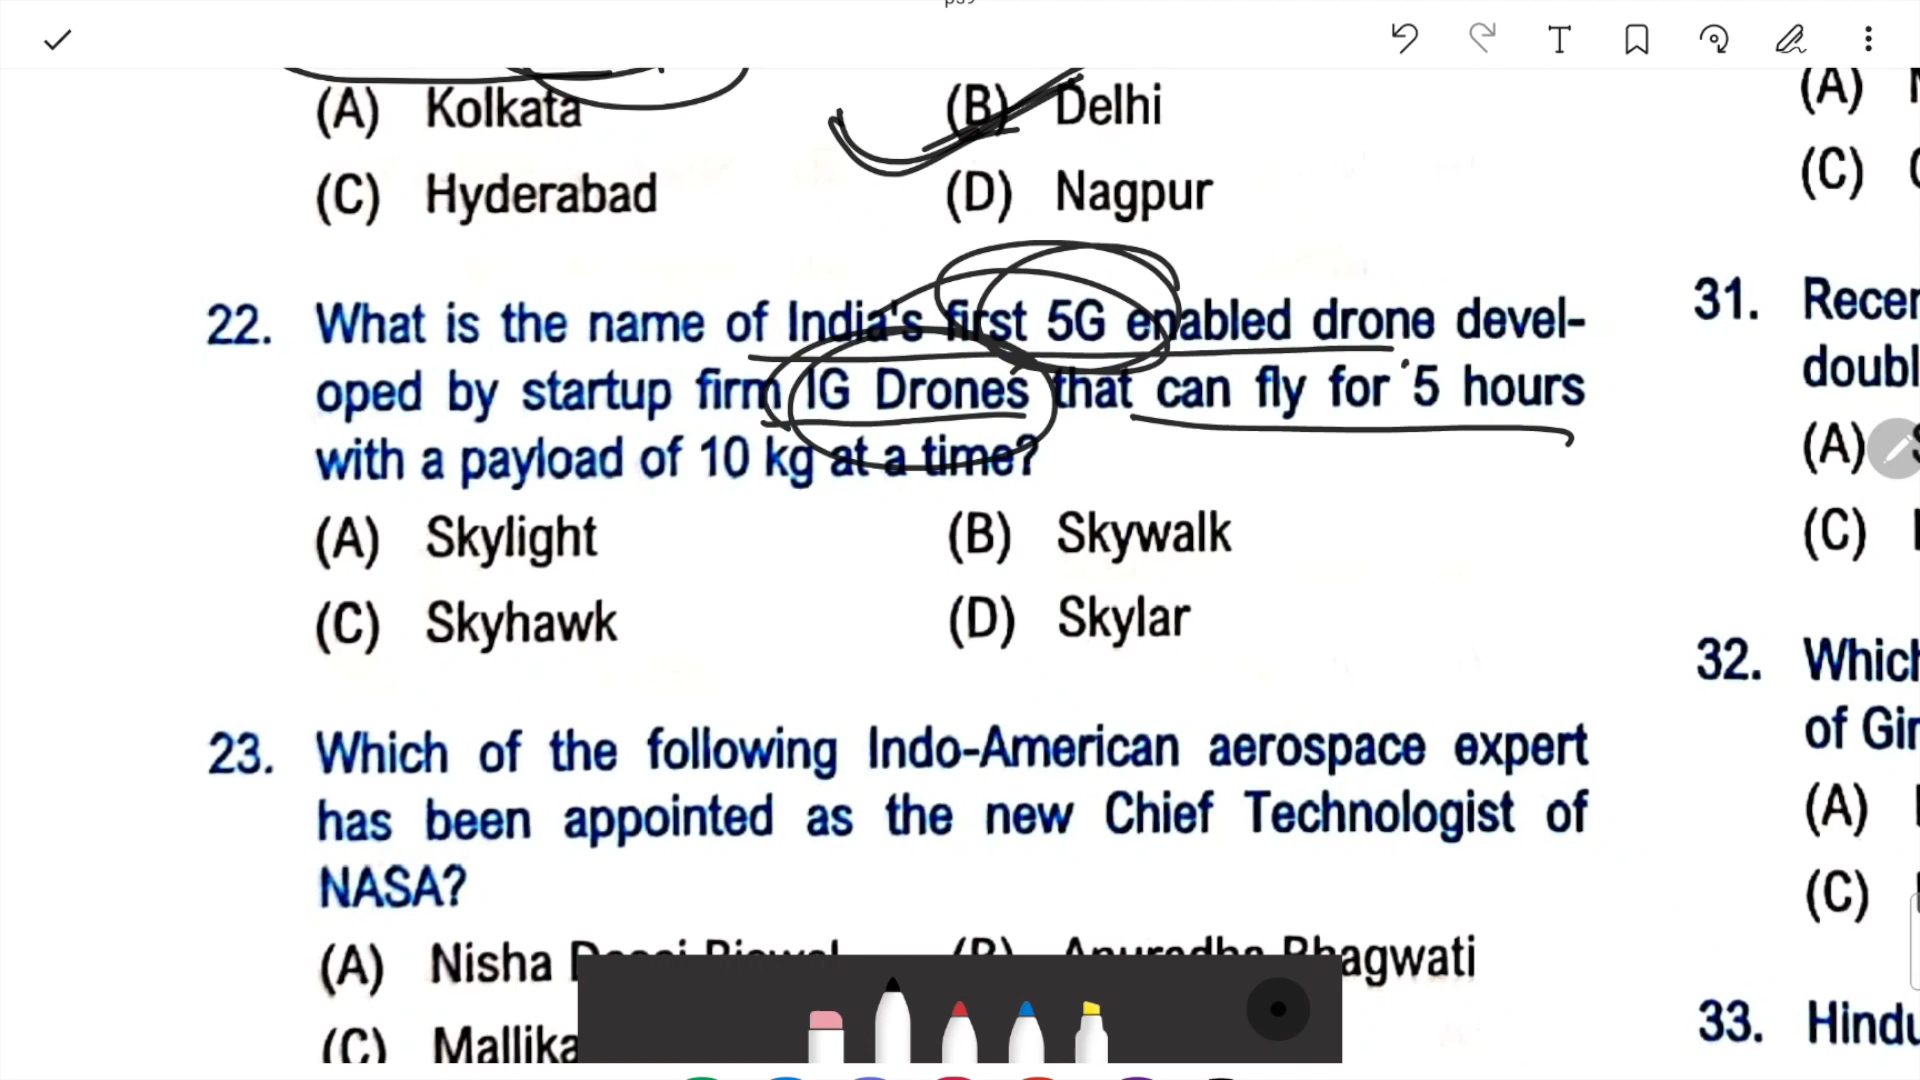 (A) Kolkata (B) Delhi
(C) Hyderabad (D) Nagpur
22. What is the name of India's first 5G enabled drone devel-
oped by startup firm IG Drones that can fly for 5 hours
with a payload of 10 kg at a time?
(A) Skylight (B) Skywalk
(C) Skyhawk (D) Skylar
23. Which of the following Indo-American aerospace expert
has been appointed as the new Chief Technologist of
NASA?
(A) Nisha (B) Anuradha Bhagwati
(C) Mallika
(A)
(C)
31. Recen
doubl
(A)
(C)
32. Which
of Gir
(A)
(C)
33. Hindu